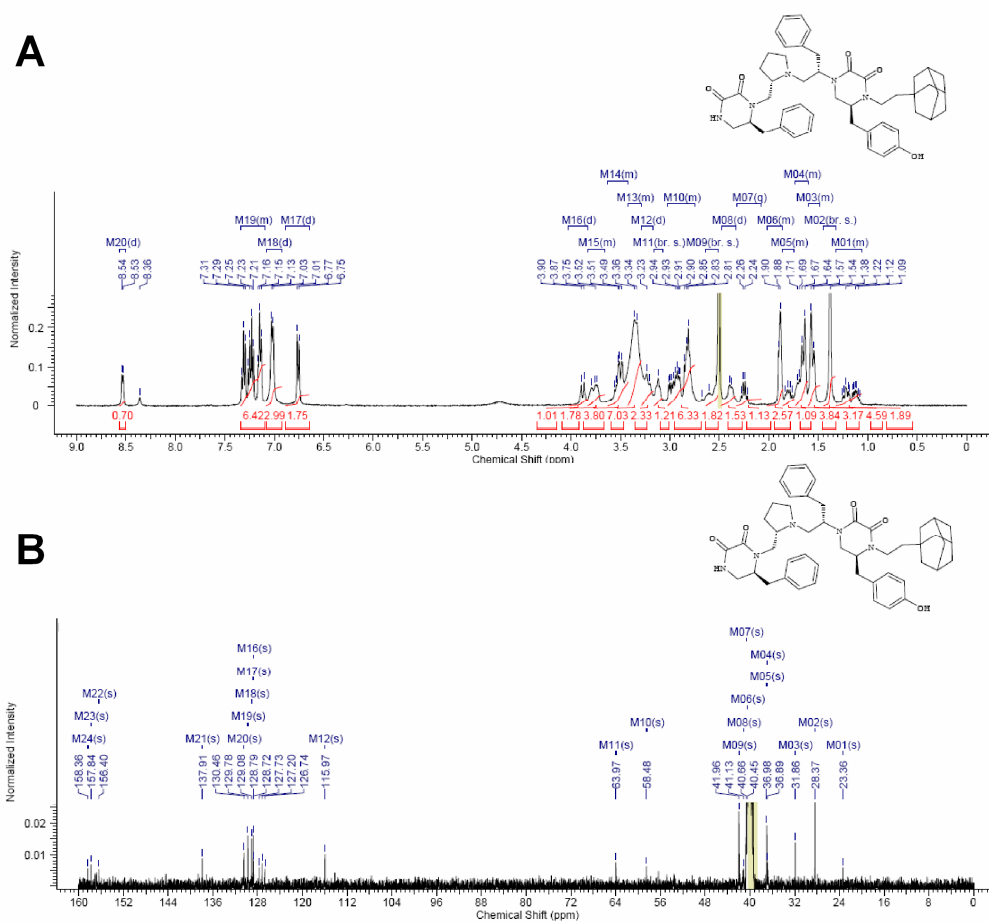 A
O
O
N
N
O
O
N
HN
N
OH
M14(m)
M04(m)
M13(m)
M10(m)
M07(q)
M03(m)
M20(d)
M19(m)
M17(d)
M16(d)
M12(d)
M08(d)
M06(m)
M02(br. s.)
M18(d)
M15(m)
M11(br. s.)
M09(br. s.)
M05(m)
M01(m)
8.54 8.53 8.36 7.31 7.29 7.25 7.23 7.21 7.16 7.15 7.13 7.03 7.01 6.77 6.75 3.90 3.87 3.75 3.52 3.51 3.49 3.36 3.34 3.23 2.94 2.93 2.91 2.90 2.85 2.83 2.81 2.26 2.24 1.90 1.88 1.71 1.69 1.67 1.64 1.57 1.54 1.38 1.22 1.12 1.09
Normalized Intensity
0.2
0.1
0
0.70 6.42 2.99 1.75 1.01 1.78 3.80 7.03 2.33 1.21 6.33 1.82 1.53 1.13 2.57 1.09 3.84 3.17 4.59 1.89
9.0 8.5 8.0 7.5 7.0 6.5 6.0 5.5 5.0 4.5 4.0 3.5 3.0 2.5 2.0 1.5 1.0 0.5 0
Chemical Shift (ppm)
B
O
O
N
N
O
O
N
HN
N
OH
M07(s)
M16(s)
M04(s)
M17(s)
M05(s)
M22(s)
M18(s)
M06(s)
M23(s)
M19(s)
M10(s)
M08(s)
M02(s)
M24(s)
M21(s)
M20(s)
M12(s)
M11(s)
M09(s)
M03(s)
M01(s)
158.36 157.84 156.40 137.91 130.46 129.78 129.08 128.79 128.72 127.73 127.20 126.74 115.97 63.97 58.48 41.96 41.13 40.66 40.45 36.98 36.89 31.86 28.37 23.36
Normalized Intensity
0.02
0.01
160 152 144 136 128 120 112 104 96 88 80 72 64 56 48 40 32 24 16 8 0
Chemical Shift (ppm)